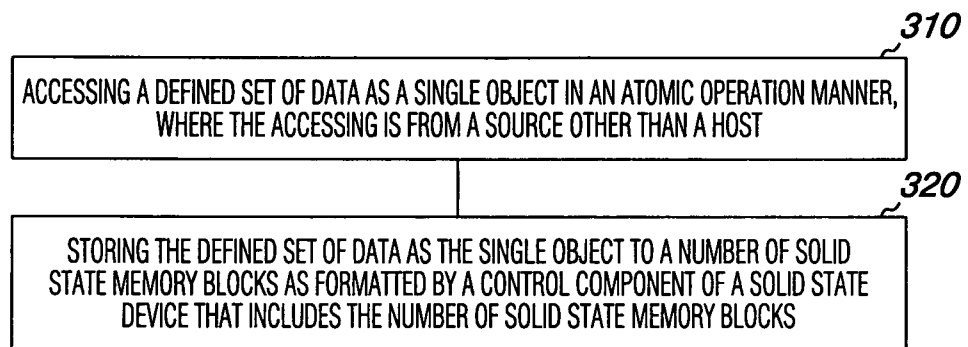 310
ACCESSING A DEFINED SET OF DATA AS A SINGLE OBJECT IN AN ATOMIC OPERATION MANNER,
WHERE THE ACCESSING IS FROM A SOURCE OTHER THAN A HOST
320
STORING THE DEFINED SET OF DATA AS THE SINGLE OBJECT TO A NUMBER OF SOLID
STATE MEMORY BLOCKS AS FORMATTED BY A CONTROL COMPONENT OF A SOLID STATE
DEVICE THAT INCLUDES THE NUMBER OF SOLID STATE MEMORY BLOCKS